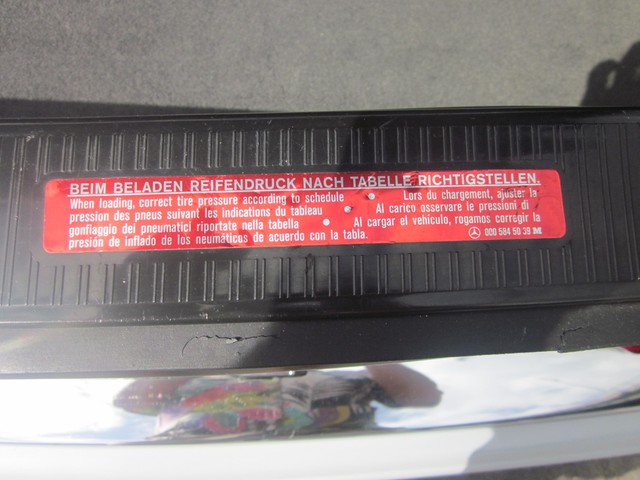 BEIM BELADEN REIFENDRUCK NACH TABELLE RICHTIGSTELLEN.
When loading, correct tire pressure according to schedule • Lors du chargement, ajuster la
pression des pneus suivant les indications du tableau • Al carico osservare le pressioni di
gonfiaggio dei pneumatici riportate nella tabella • Al cargar el vehículo, rogamos corregir la
presión de inflado de los neumáticos de acuerdo con la tabla. 000 584 50 39 M